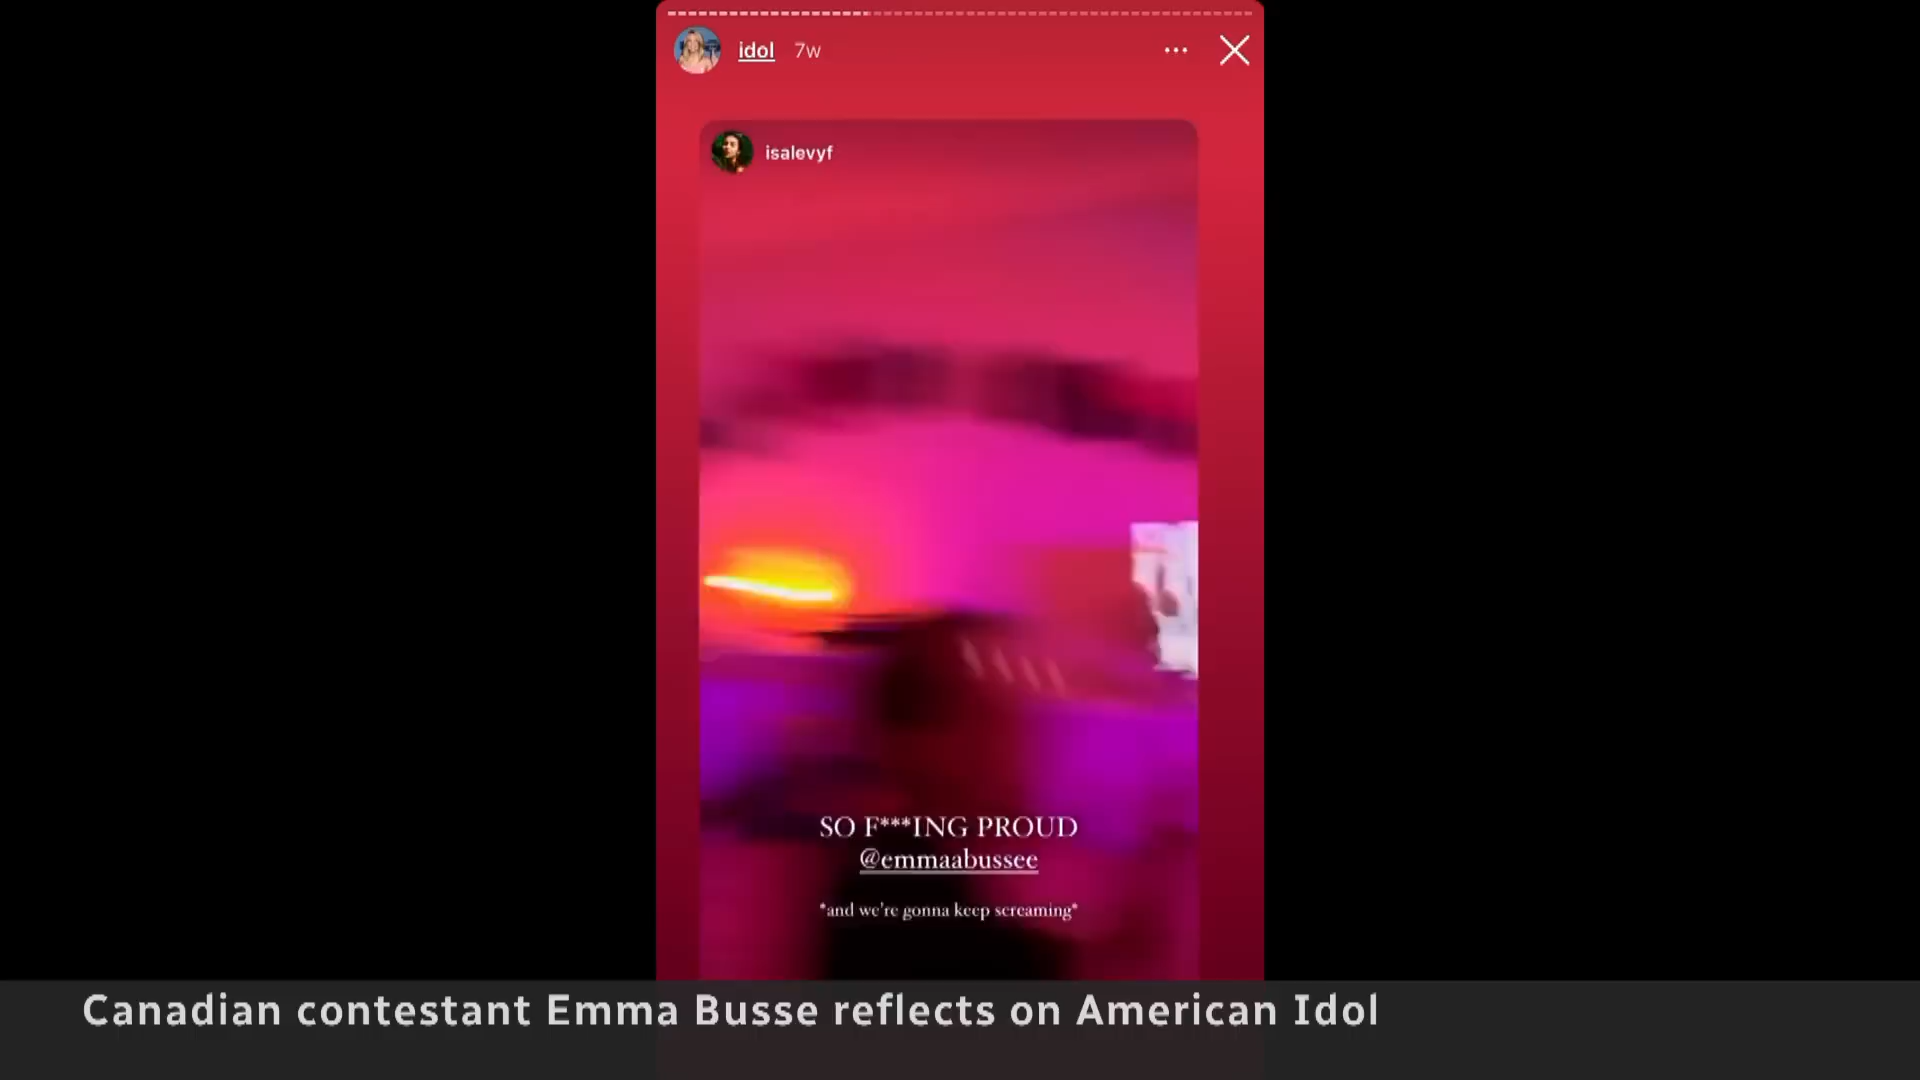 idol 7w
isalevyf
SO F***ING PROUD
@emmaabussee
*and we're gonna keep screaming*
Canadian contestant Emma Busse reflects on American Idol